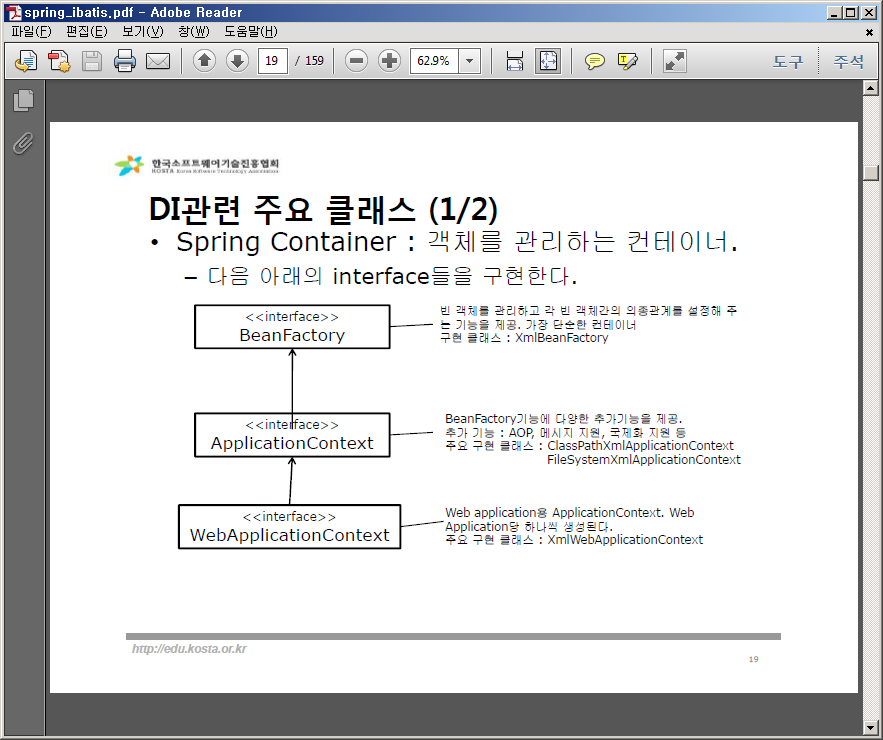 spring_ibatis.pdf - Adobe Reader
파일(F) 편집(E) 보기(V) 창(W) 도움말(H)
19 / 159 62.9% 도구 주석
한국소프트웨어기술진흥협회
KOSTA Korea Software Technology Association
DI관련 주요 클래스 (1/2)
• Spring Container : 객체를 관리하는 컨테이너.
– 다음 아래의 interface들을 구현한다.
<<interface>>
BeanFactory
빈 객체를 관리하고 각 빈 객체간의 의종관계를 설정해 주
는 기능을 제공. 가장 단순한 컨테이너
구현 클래스 : XmlBeanFactory
<<interface>>
ApplicationContext
BeanFactory기능에 다양한 추가기능을 제공.
추가 기능 : AOP, 메시지 지원, 국제화 지원 등
주요 구현 클래스 : ClassPathXmlApplicationContext
FileSystemXmlApplicationContext
<<interface>>
WebApplicationContext
Web application용 ApplicationContext. Web
Application당 하나씩 생성된다.
주요 구현 클래스 : XmlWebApplicationContext
http://edu.kosta.or.kr
19